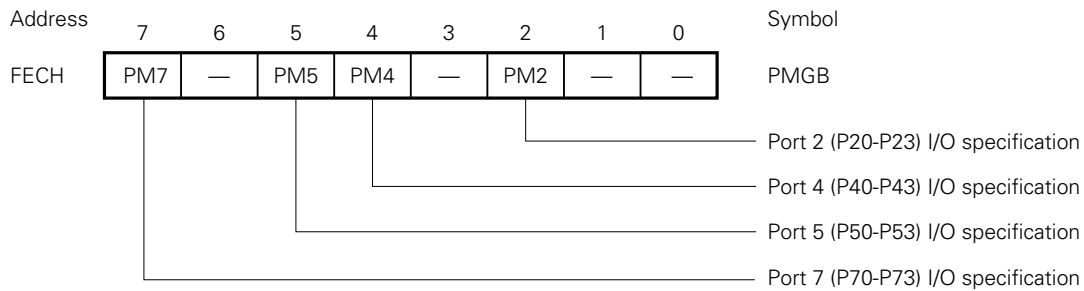 Address 7 6 5 4 3 2 1 0 Symbol
FECH PM7 — PM5 PM4 — PM2 — — PMGB
Port 2 (P20-P23) I/O specification
Port 4 (P40-P43) I/O specification
Port 5 (P50-P53) I/O specification
Port 7 (P70-P73) I/O specification